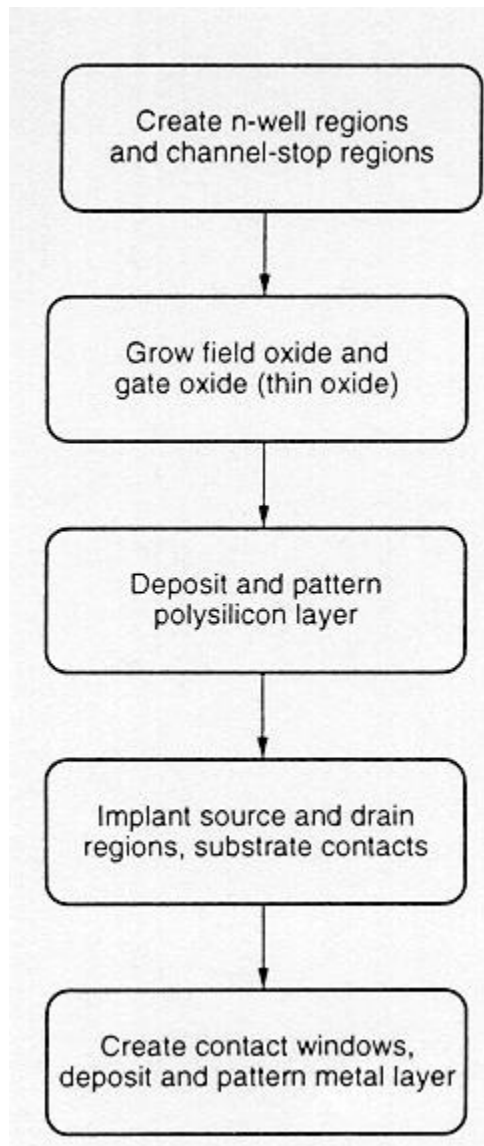 Create n-well regions
and channel-stop regions
Grow field oxide and
gate oxide (thin oxide)
Deposit and pattern
polysilicon layer
Implant source and drain
regions, substrate contacts
Create contact windows,
deposit and pattern metal layer